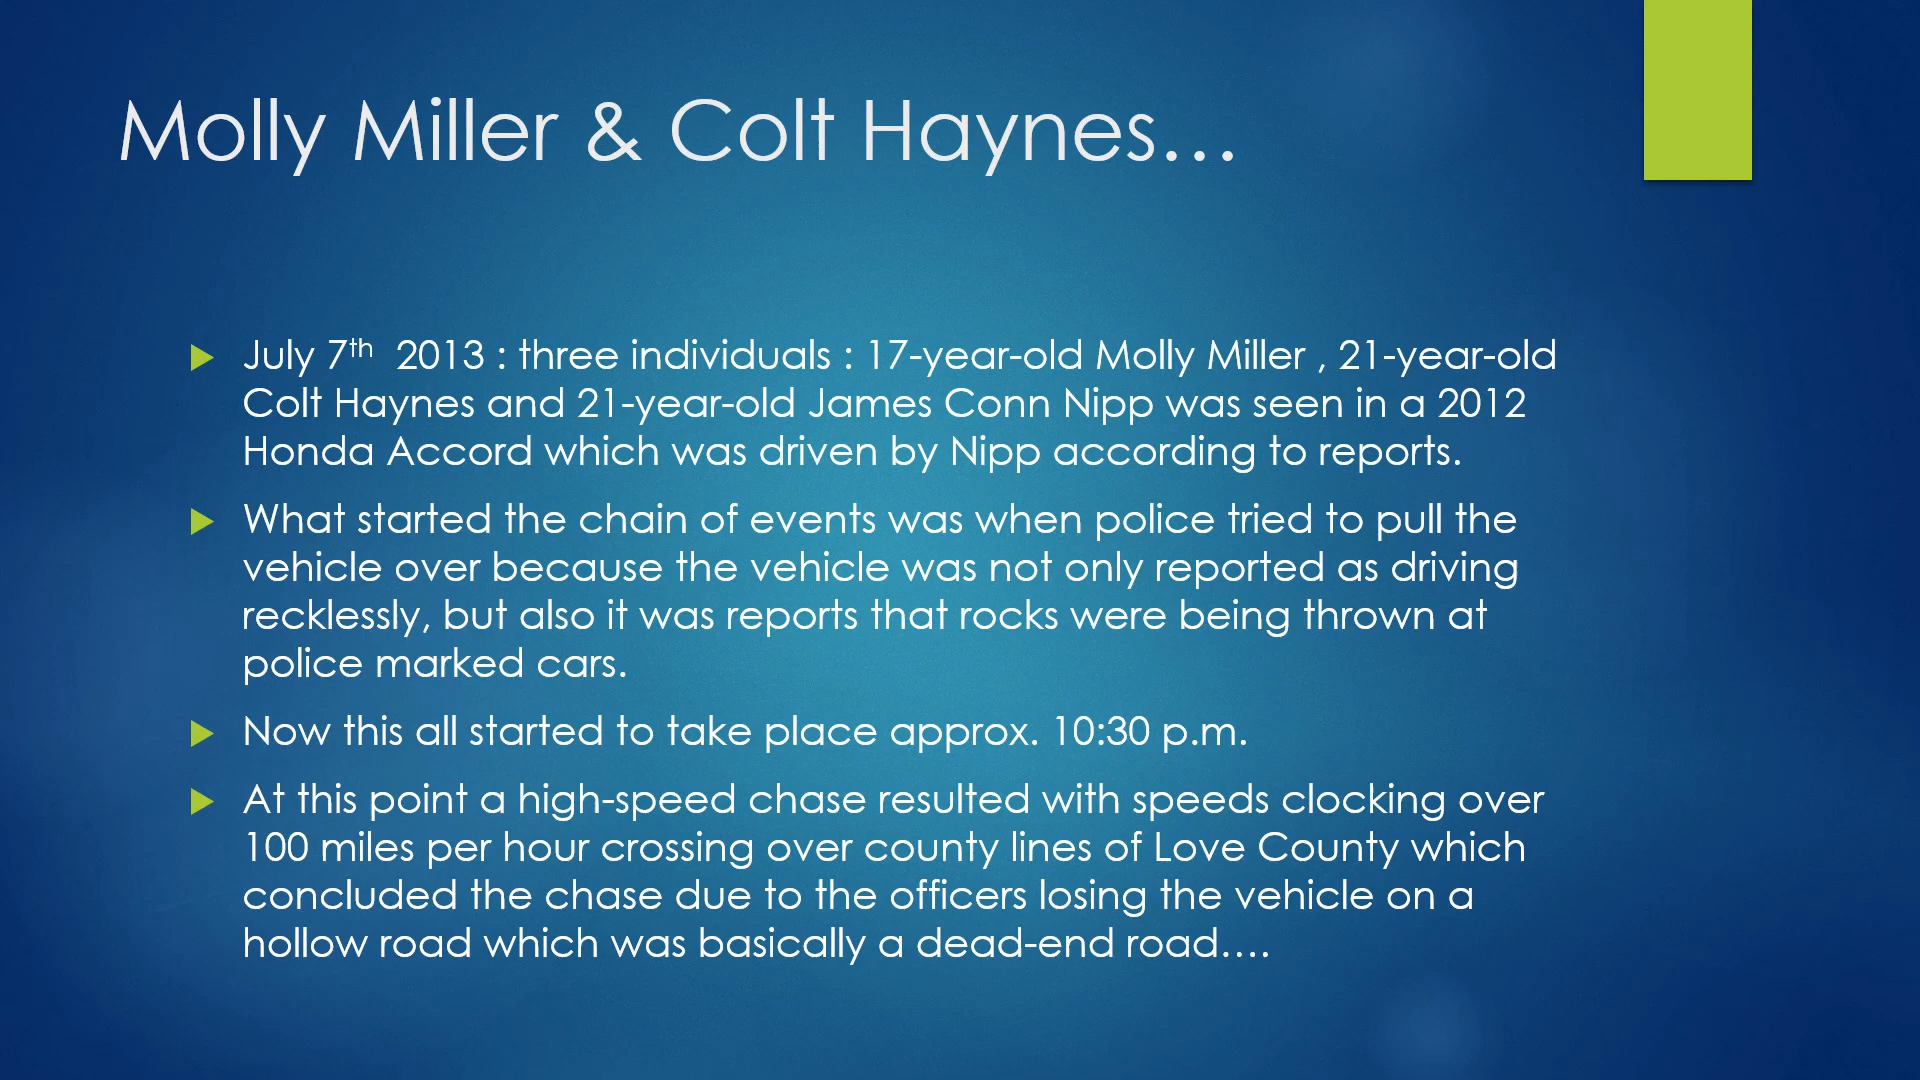 Molly Miller & Colt Haynes…
July 7th 2013 : three individuals : 17-year-old Molly Miller , 21-year-old
Colt Haynes and 21-year-old James Conn Nipp was seen in a 2012
Honda Accord which was driven by Nipp according to reports.
What started the chain of events was when police tried to pull the
vehicle over because the vehicle was not only reported as driving
recklessly, but also it was reports that rocks were being thrown at
police marked cars.
Now this all started to take place approx. 10:30 p.m.
At this point a high-speed chase resulted with speeds clocking over
100 miles per hour crossing over county lines of Love County which
concluded the chase due to the officers losing the vehicle on a
hollow road which was basically a dead-end road….